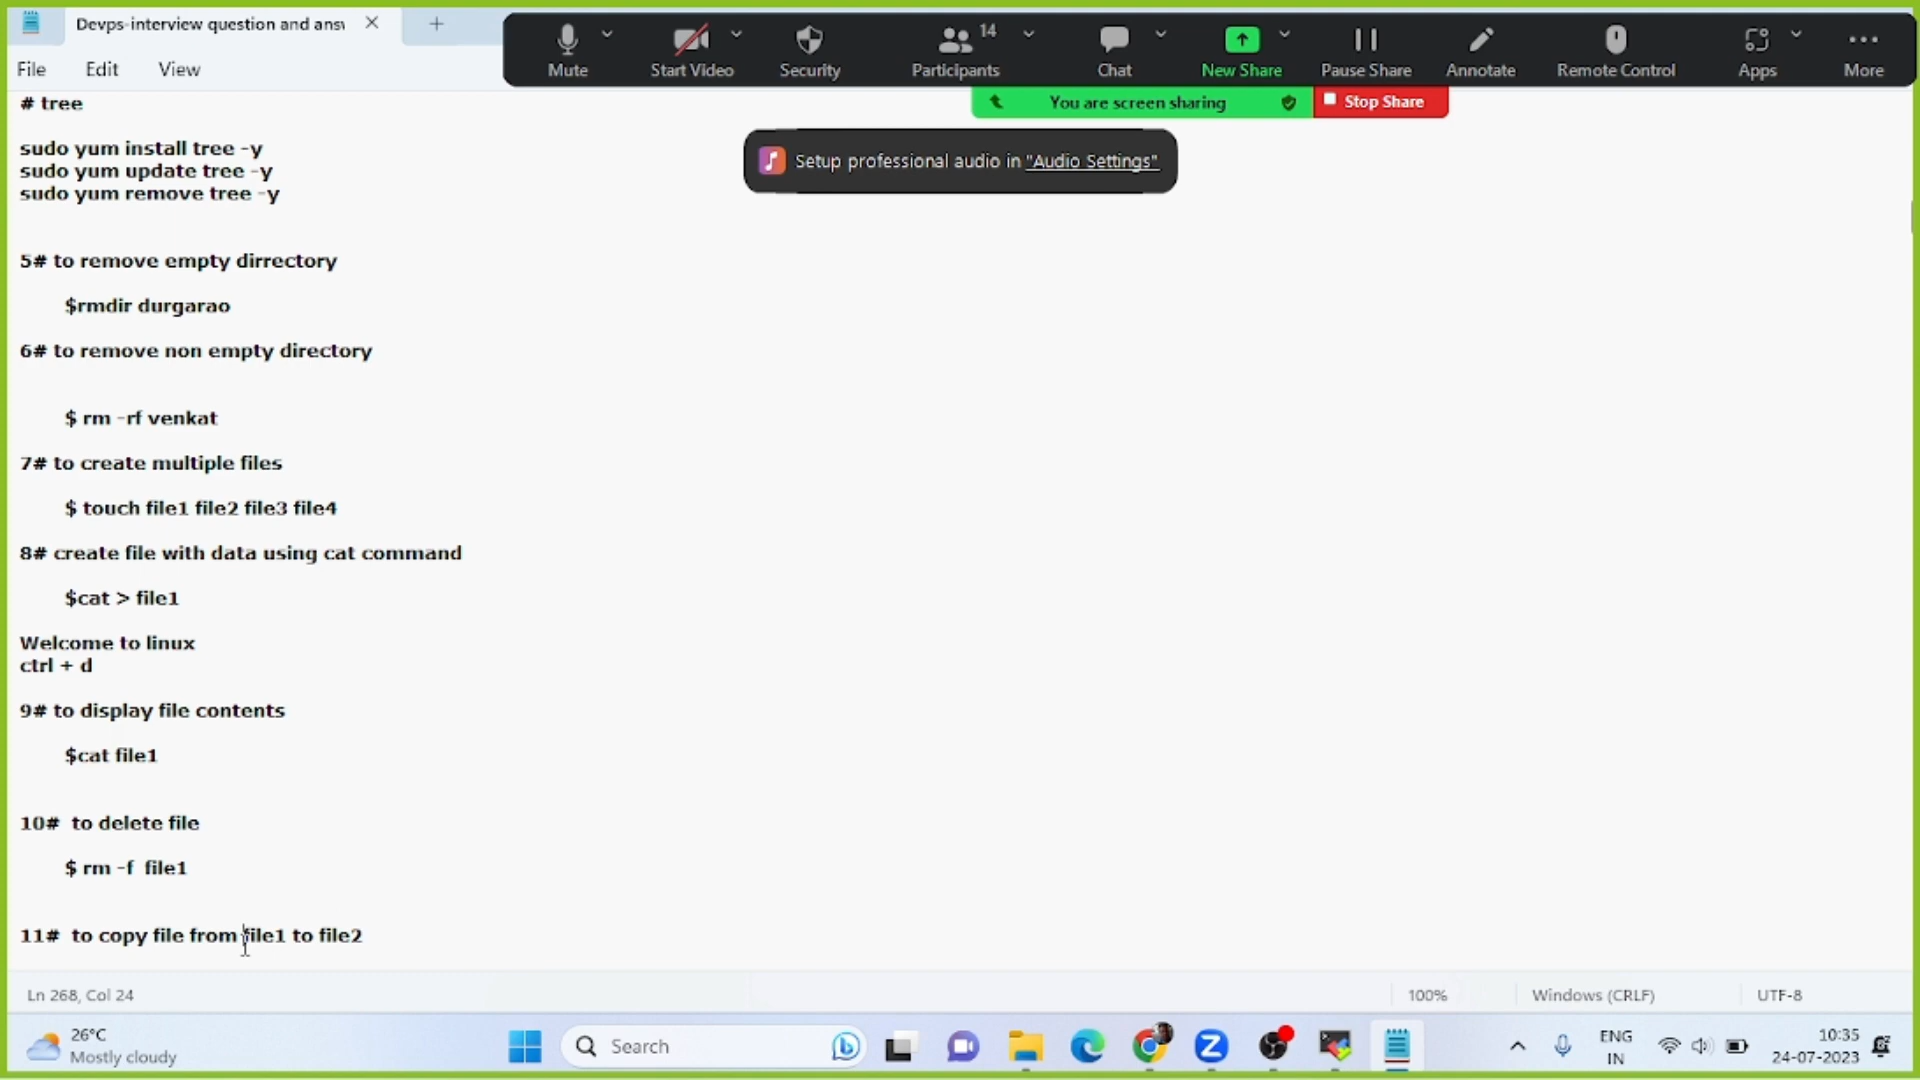 Devps-interview question and ansv
File Edit View
Mute
Start Video
Security
Participants 14
Chat
New Share
Pause Share
Annotate
Remote Control
Apps
More
You are screen sharing
Stop Share
Setup professional audio in "Audio Settings"
# tree
sudo yum install tree -y
sudo yum update tree -y
sudo yum remove tree -y
5# to remove empty dirrectory
$rmdir durgarao
6# to remove non empty directory
$ rm -rf venkat
7# to create multiple files
$ touch file1 file2 file3 file4
8# create file with data using cat command
$cat > file1
Welcome to linux
ctrl + d
9# to display file contents
$cat file1
10# to delete file
$ rm -f file1
11# to copy file from file1 to file2
Ln 268, Col 24
100%
Windows (CRLF)
UTF-8
26°C
Mostly cloudy
Search
ENG
IN
10:35
24-07-2023